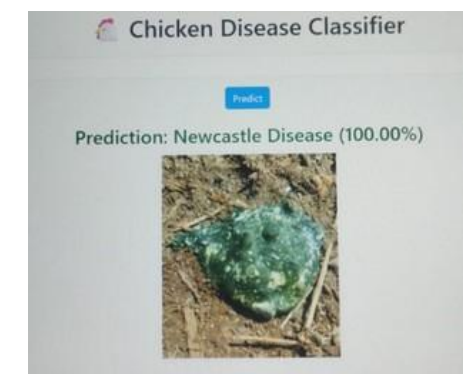 Chicken Disease Classifier
Predict
Prediction: Newcastle Disease (100.00%)